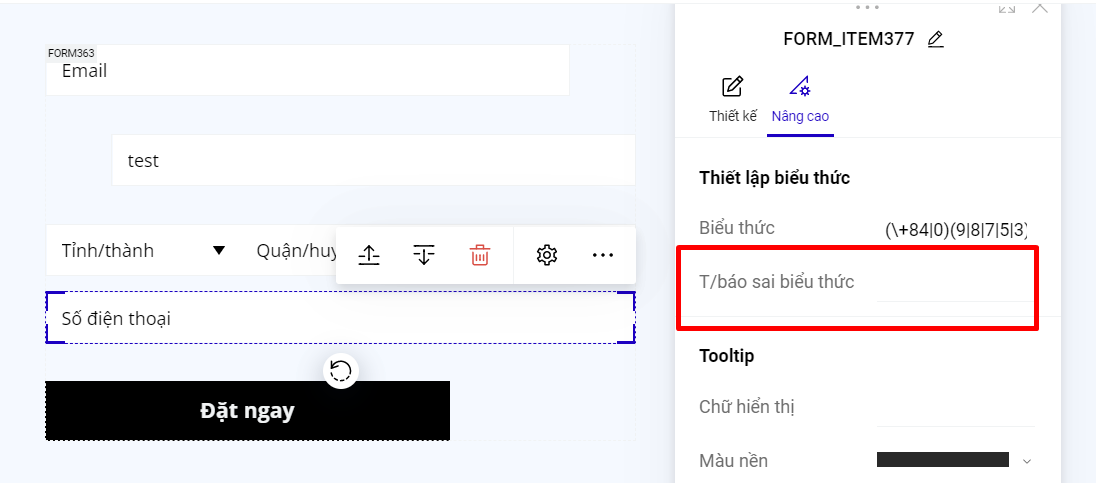 FORM363
Email
test
Tỉnh/thành
Quận/huy
Số điện thoại
Đặt ngay
FORM_ITEM377
Thiết kế
Nâng cao
Thiết lập biểu thức
Biểu thức
(\+84|0)(9|8|7|5|3)
T/báo sai biểu thức
Tooltip
Chữ hiển thị
Màu nền